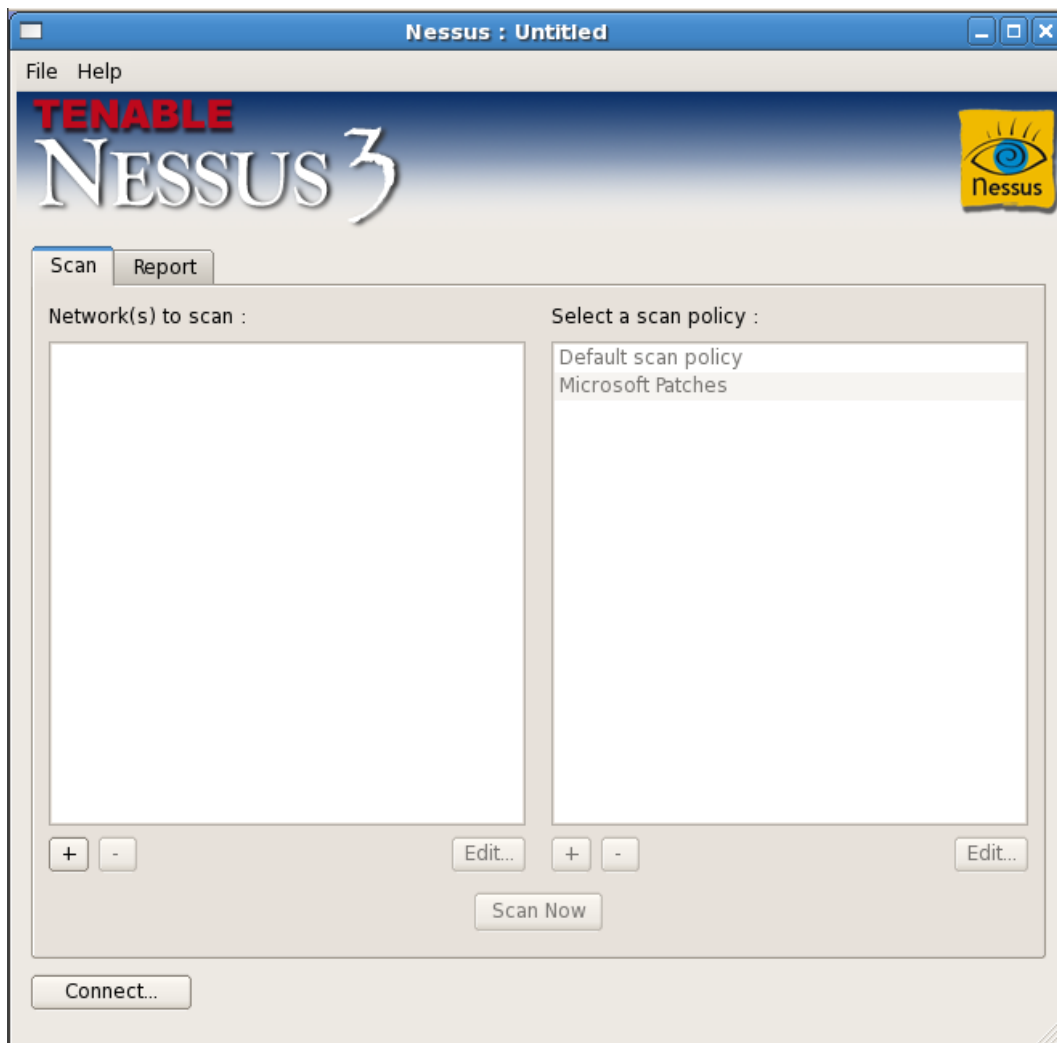 Nessus : Untitled
File Help
TENABLE
NESSUS 3
Nessus
Scan Report
Network(s) to scan :
Select a scan policy :
Default scan policy
Microsoft Patches
+ - Edit... + - Edit...
Scan Now
Connect...